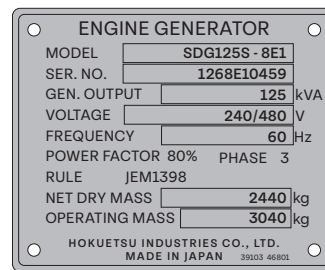 ENGINE GENERATOR
MODEL SDG125S - 8E1
SER. NO. 1268E10459
GEN. OUTPUT 125 kVA
VOLTAGE 240/480 V
FREQUENCY 60 Hz
POWER FACTOR 80% PHASE 3
RULE JEM1398
NET DRY MASS 2440 kg
OPERATING MASS 3040 kg
HOKUETSU INDUSTRIES CO., LTD.
MADE IN JAPAN 39103 46801